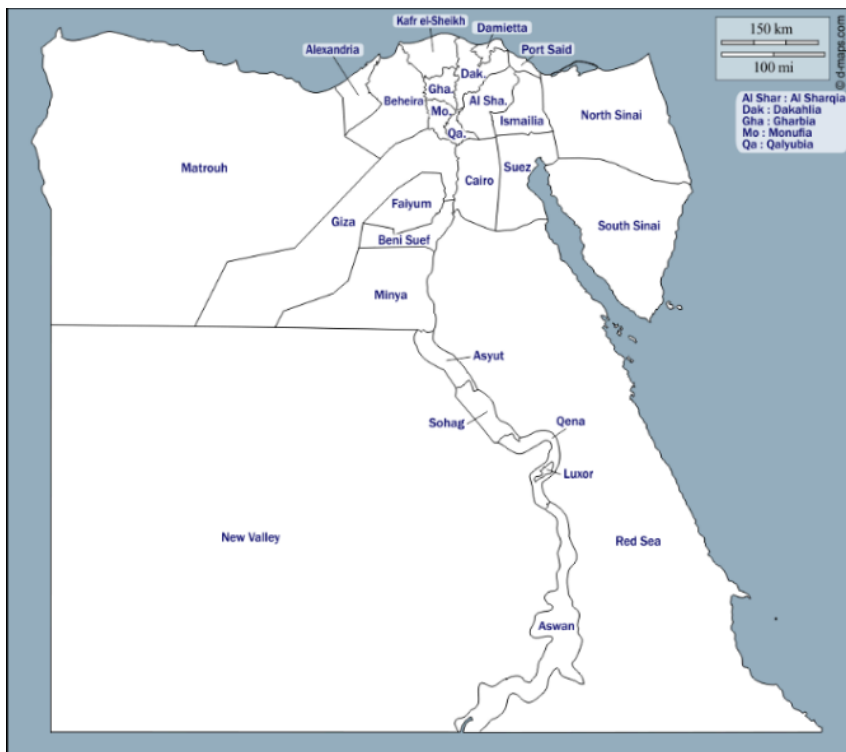 Kafr el-Sheikh
Damietta
Alexandria
Port Said
150 km
100 mi
© d-maps.com
Dak.
Gha.
Beheira
Al Sha.
Mo.
Ismailia
Qa.
North Sinai
Al Shar : Al Sharqia
Dak : Dakahlia
Gha : Gharbia
Mo : Monufia
Qa : Qalyubia
Matrouh
Cairo
Suez
Faiyum
Giza
South Sinai
Beni Suef
Minya
Asyut
Sohag
Qena
Luxor
New Valley
Red Sea
Aswan